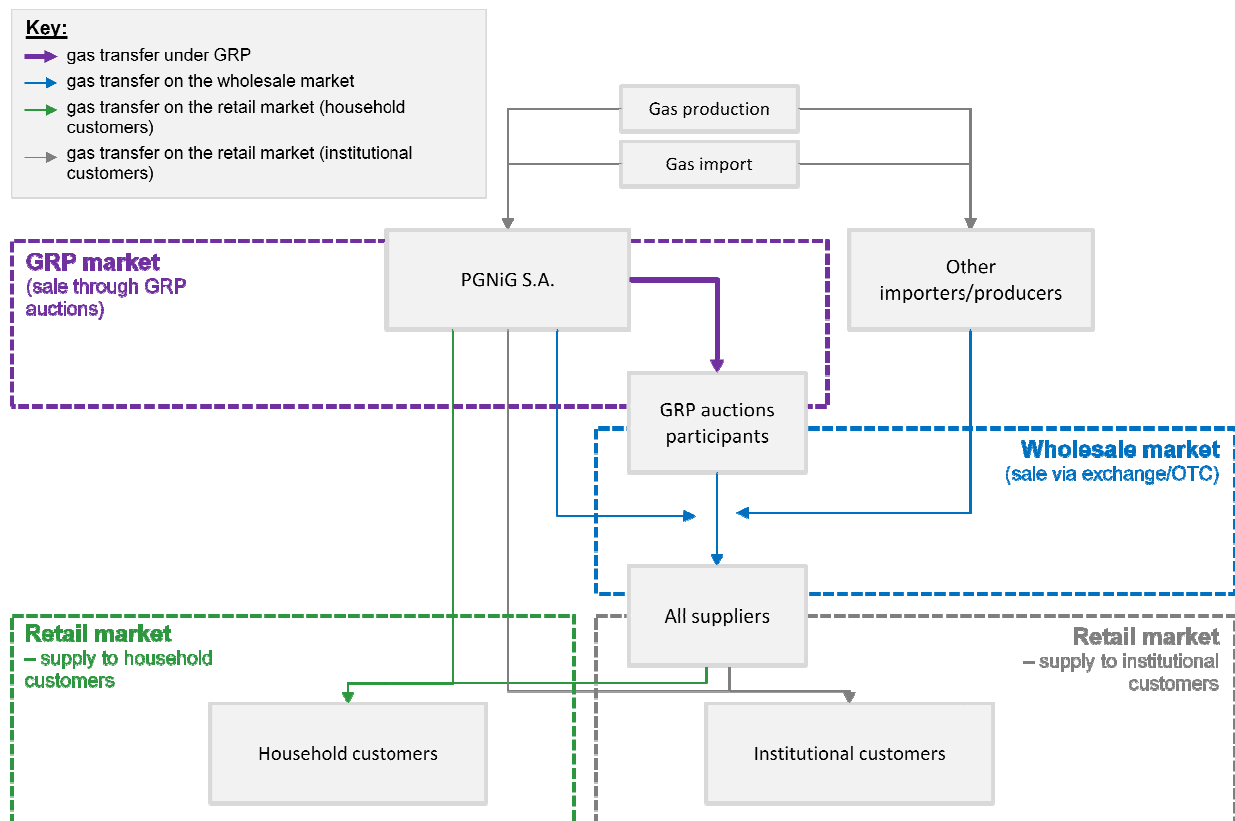 Key:
gas transfer under GRP
gas transfer on the wholesale market
gas transfer on the retail market (household
customers)
gas transfer on the retail market (institutional
customers)
Gas production
Gas import
GRP market
(sale through GRP
auctions)
PGNiG S.A.
Other
importers/producers
GRP auctions
participants
Wholesale market
(sale via exchange/OTC)
All suppliers
Retail market
– supply to household
customers
Retail market
– supply to institutional
customers
Household customers
Institutional customers